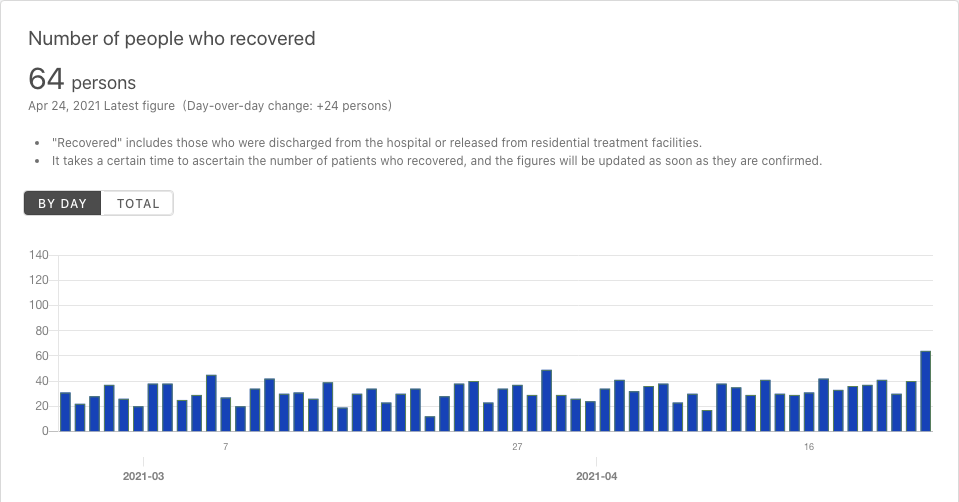 Number of people who recovered
64 persons
Apr 24, 2021 Latest figure (Day-over-day change: +24 persons)
• "Recovered" includes those who were discharged from the hospital or released from residential treatment facilities.
• It takes a certain time to ascertain the number of patients who recovered, and the figures will be updated as soon as they are confirmed.
BY DAY TOTAL
140
120
100
80
60
40
20
0
7 27 16
2021-03 2021-04